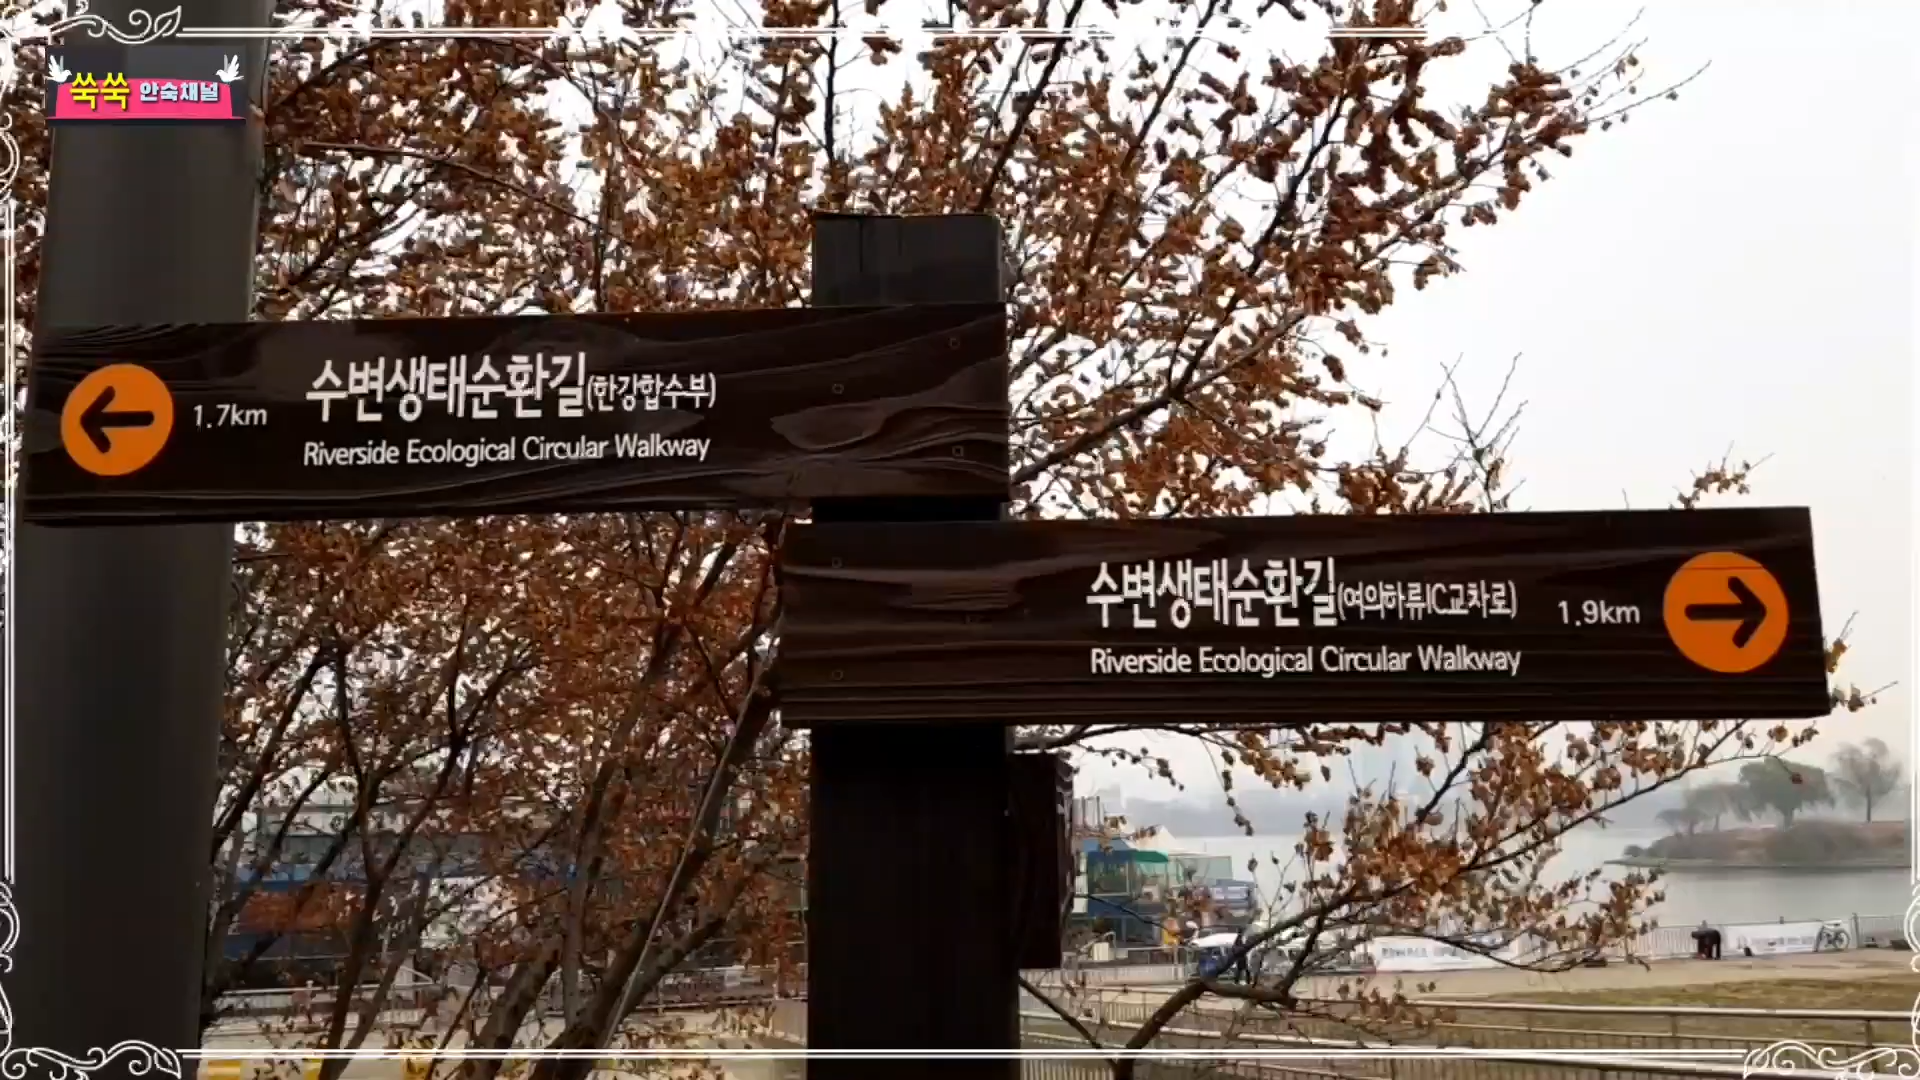 쑥쑥 안숙채널
수변생태순환길(한강합수부)
1.7km
Riverside Ecological Circular Walkway
수변생태순환길(여의하류IC교차로)
1.9km
Riverside Ecological Circular Walkway